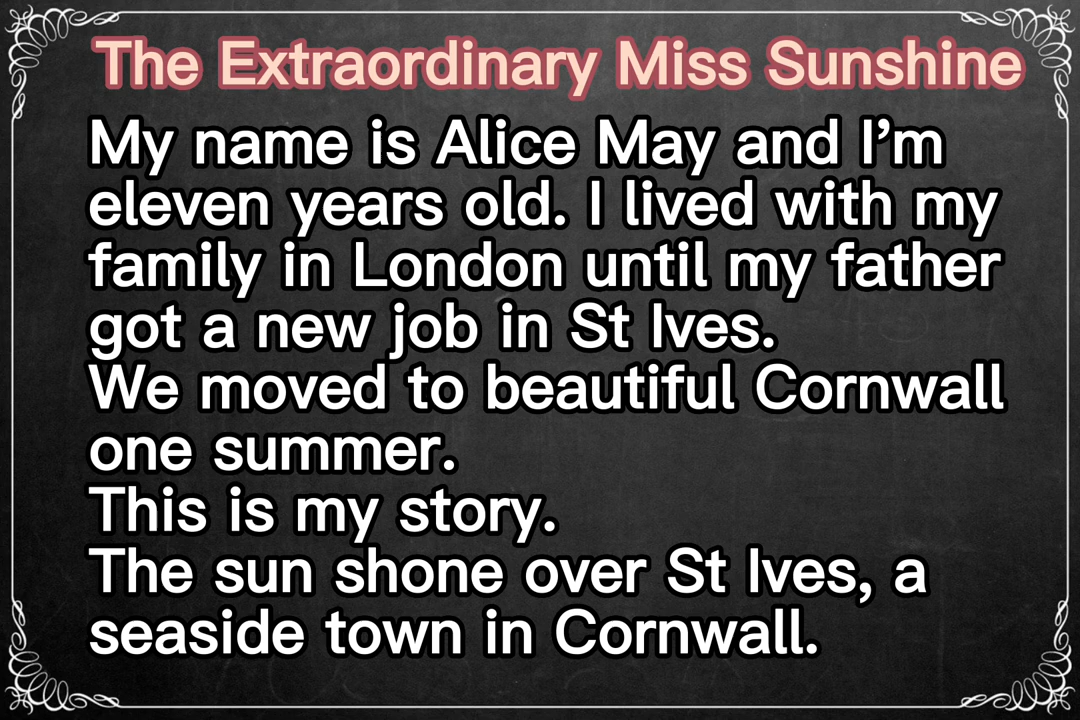 The Extraordinary Miss Sunshine
My name is Alice May and I’m
eleven years old. I lived with my
family in London until my father
got a new job in St Ives.
We moved to beautiful Cornwall
one summer.
This is my story.
The sun shone over St Ives, a
seaside town in Cornwall.